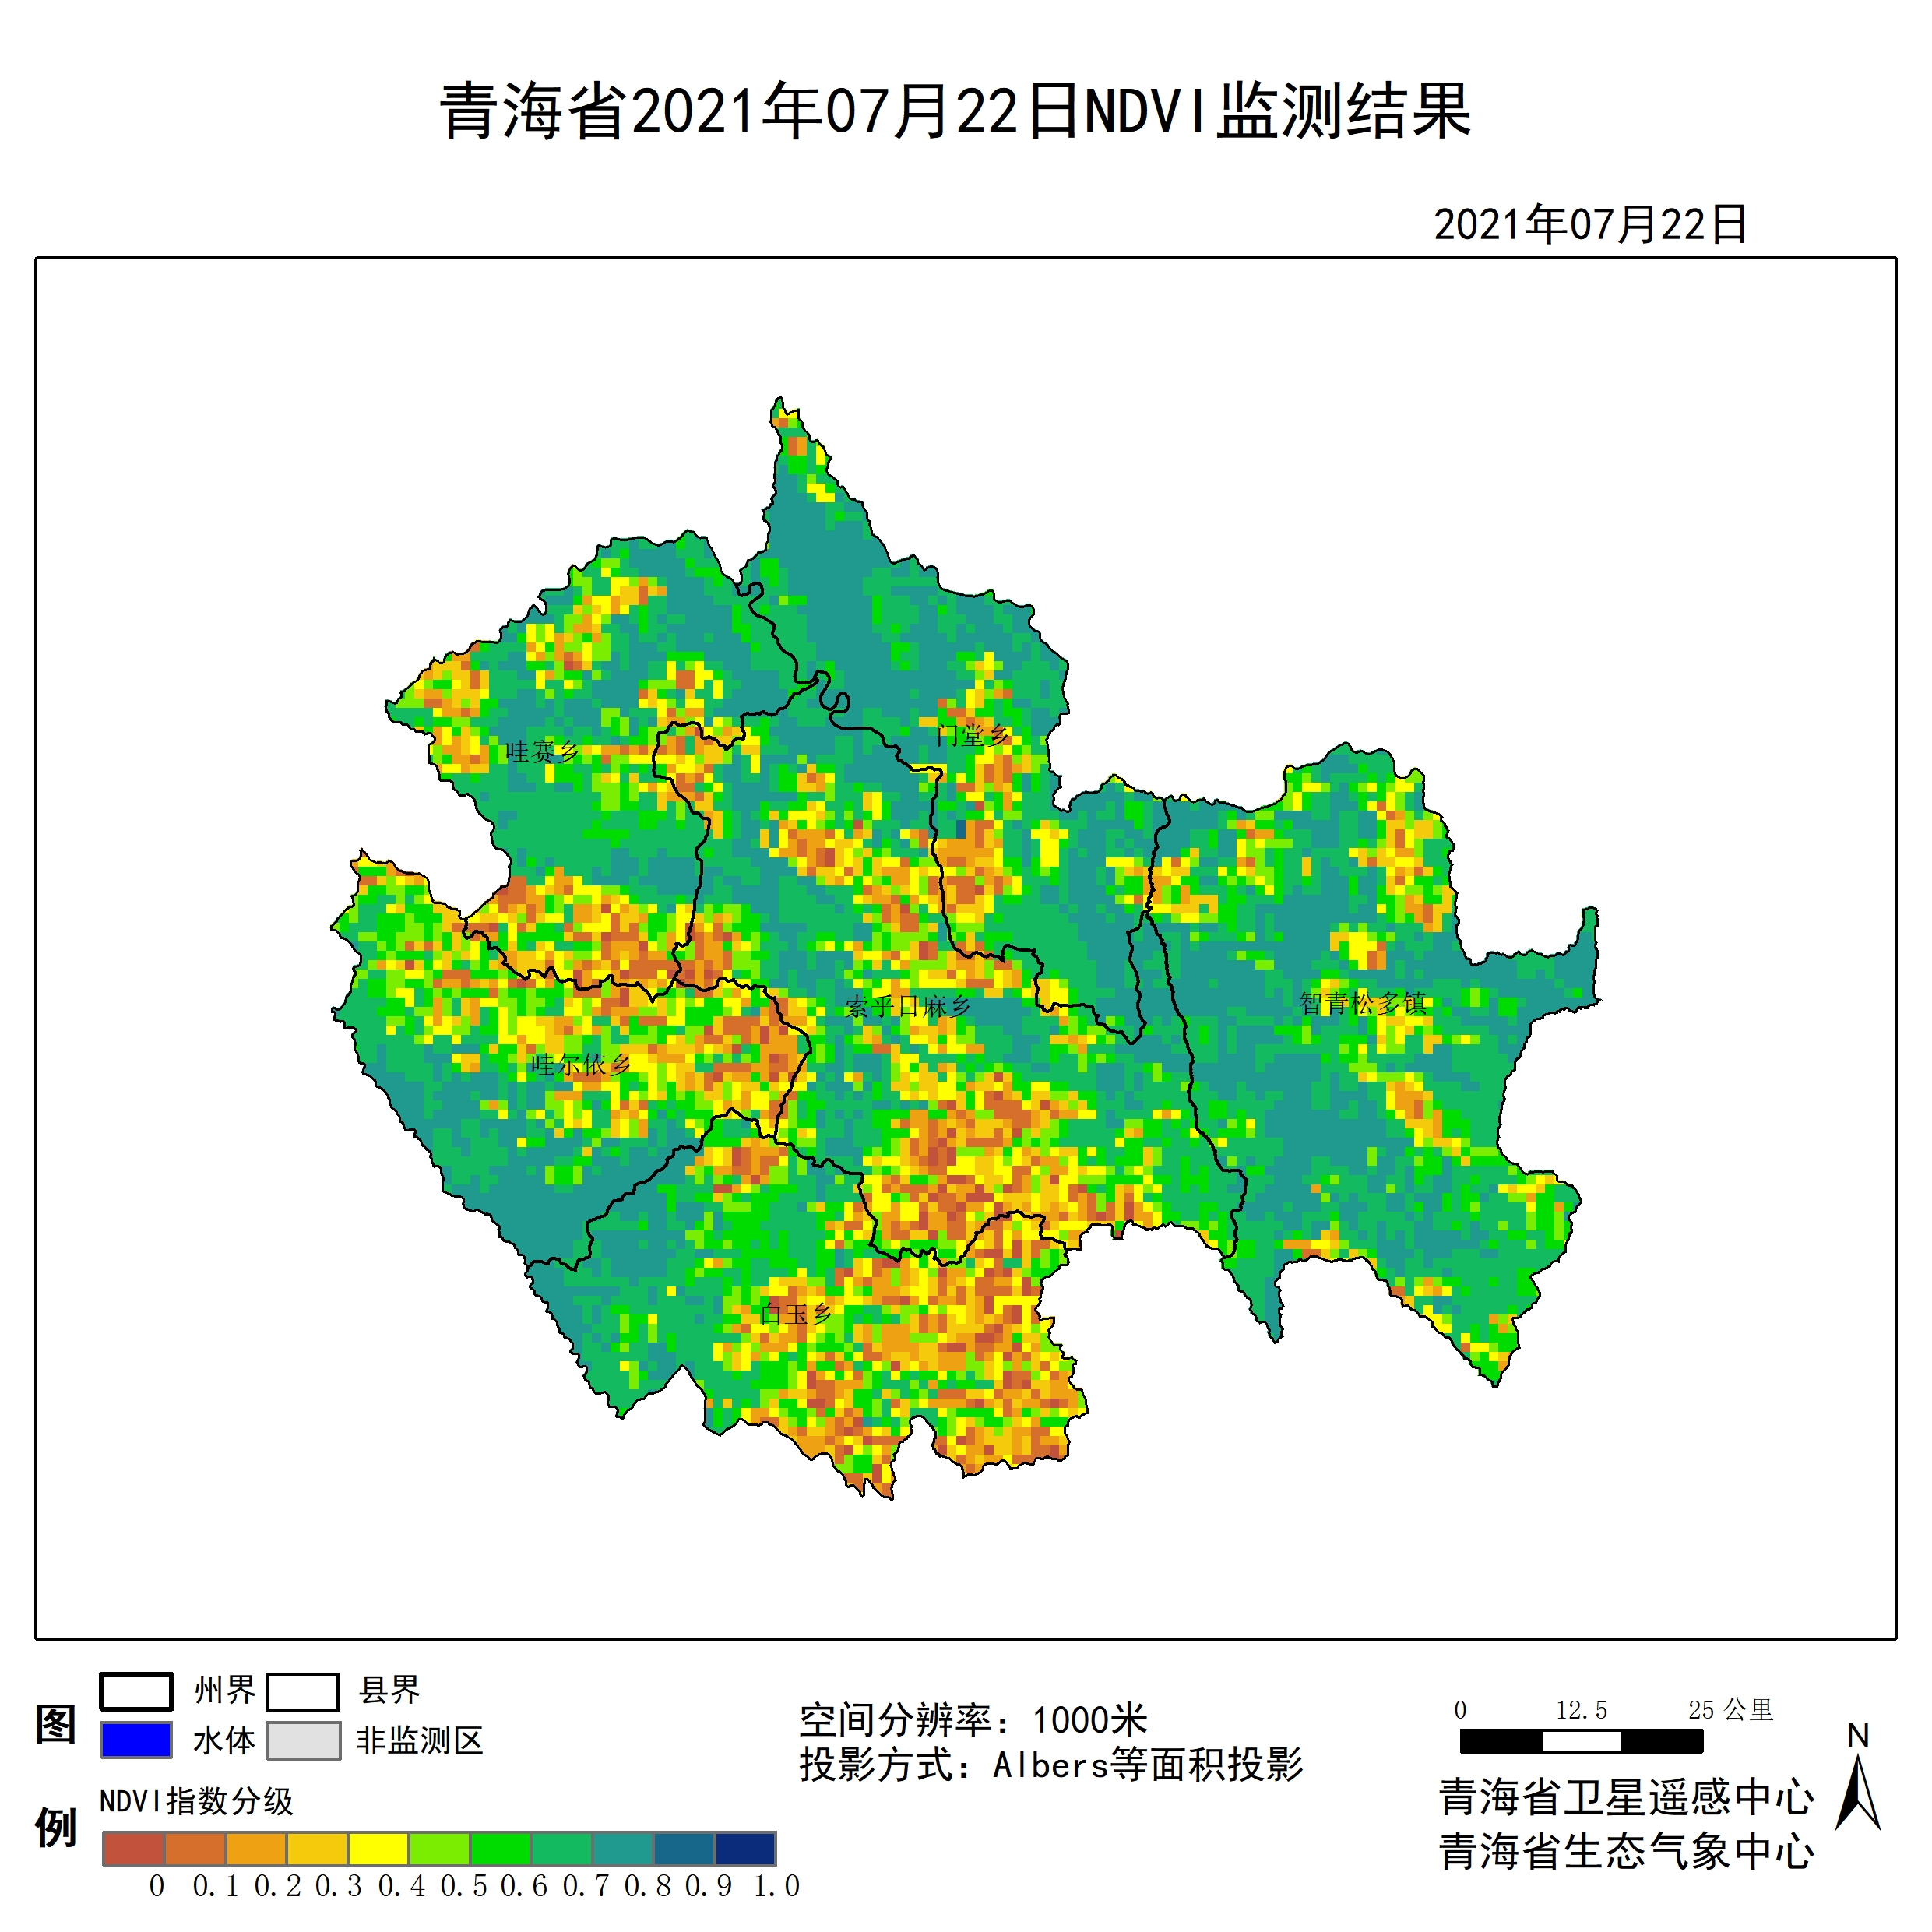 青海省2021年07月22日NDVI监测结果
2021年07月22日
门堂乡
哇赛乡
智青松多镇
索乎日麻乡
哇尔依乡
白玉乡
图例
州界 县界
水体 非监测区
NDVI指数分级
0 0.1 0.2 0.3 0.4 0.5 0.6 0.7 0.8 0.9 1.0
空间分辨率：1000米
投影方式：Albers等面积投影
0 12.5 25 公里
N
青海省卫星遥感中心
青海省生态气象中心